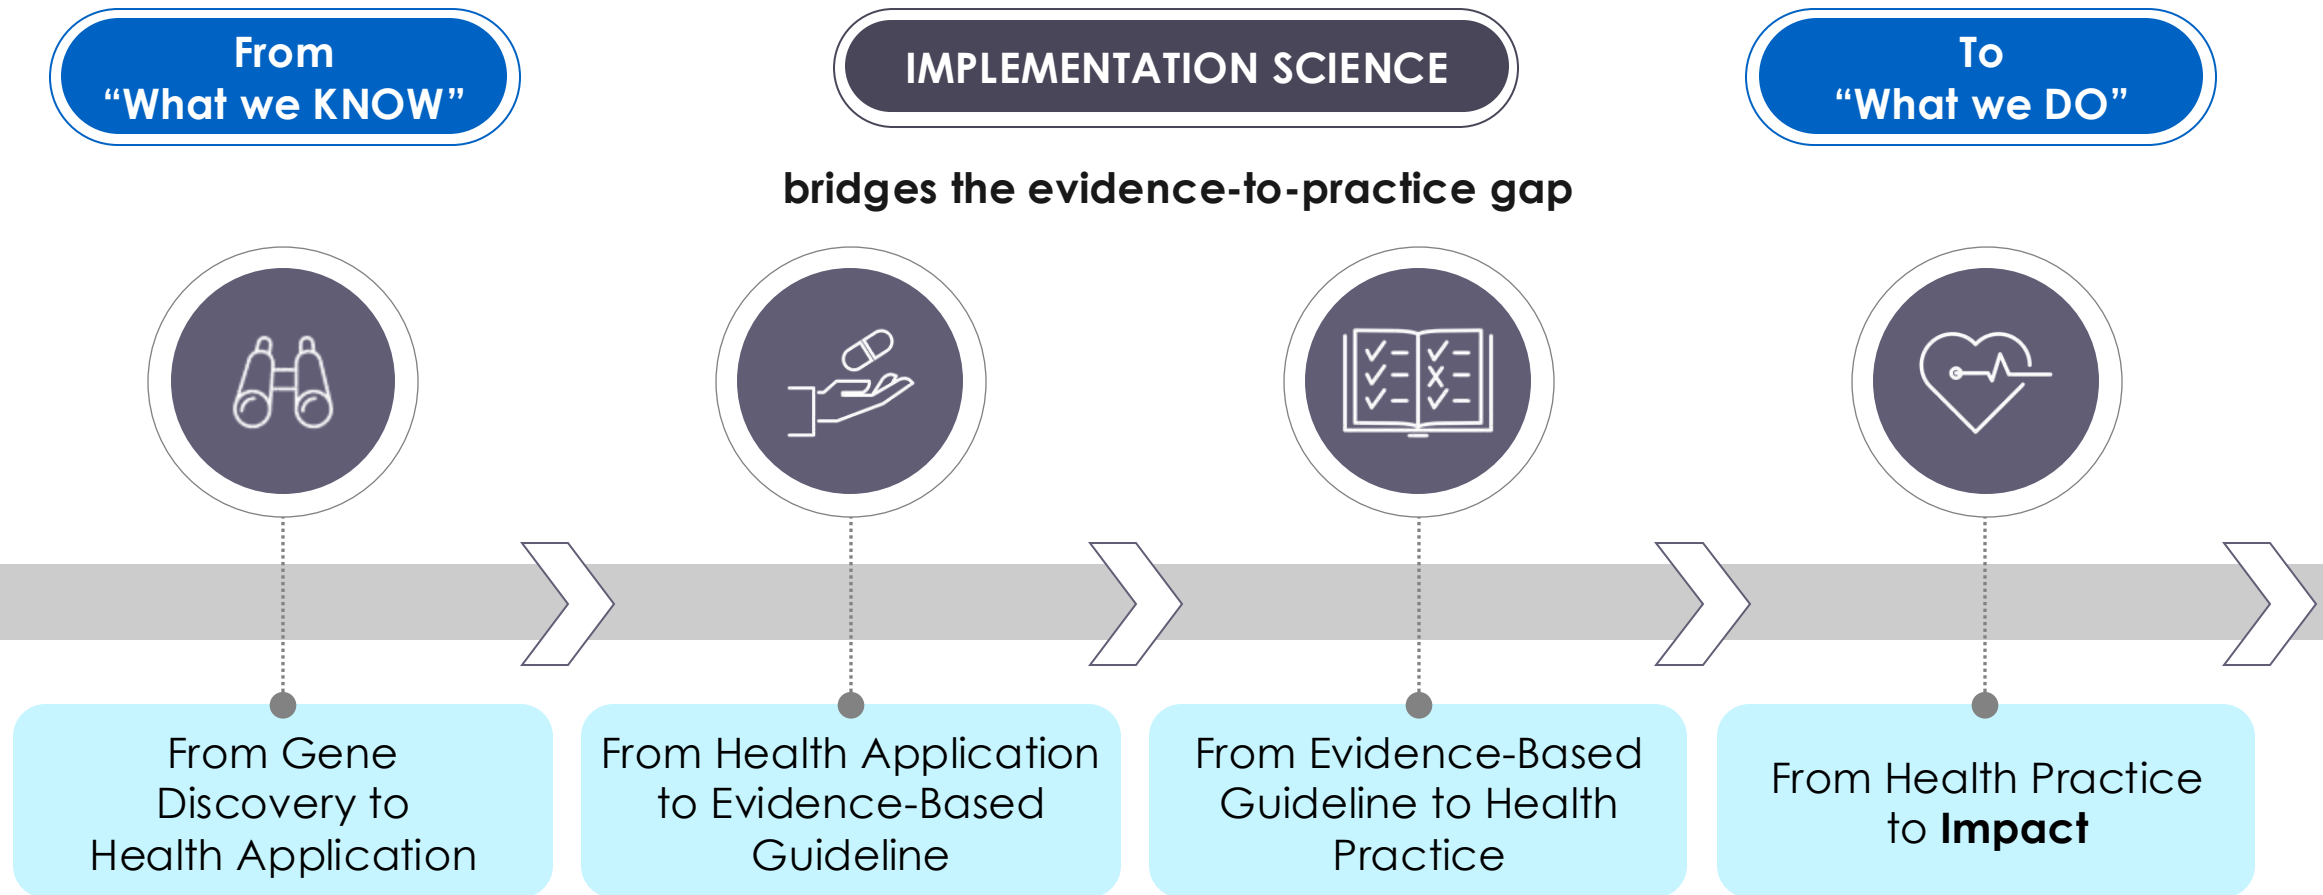 From
“What we KNOW”
IMPLEMENTATION SCIENCE
To
“What we DO”
bridges the evidence-to-practice gap
From Gene
Discovery to
Health Application
From Health Application
to Evidence-Based
Guideline
From Evidence-Based
Guideline to Health
Practice
From Health Practice
to Impact